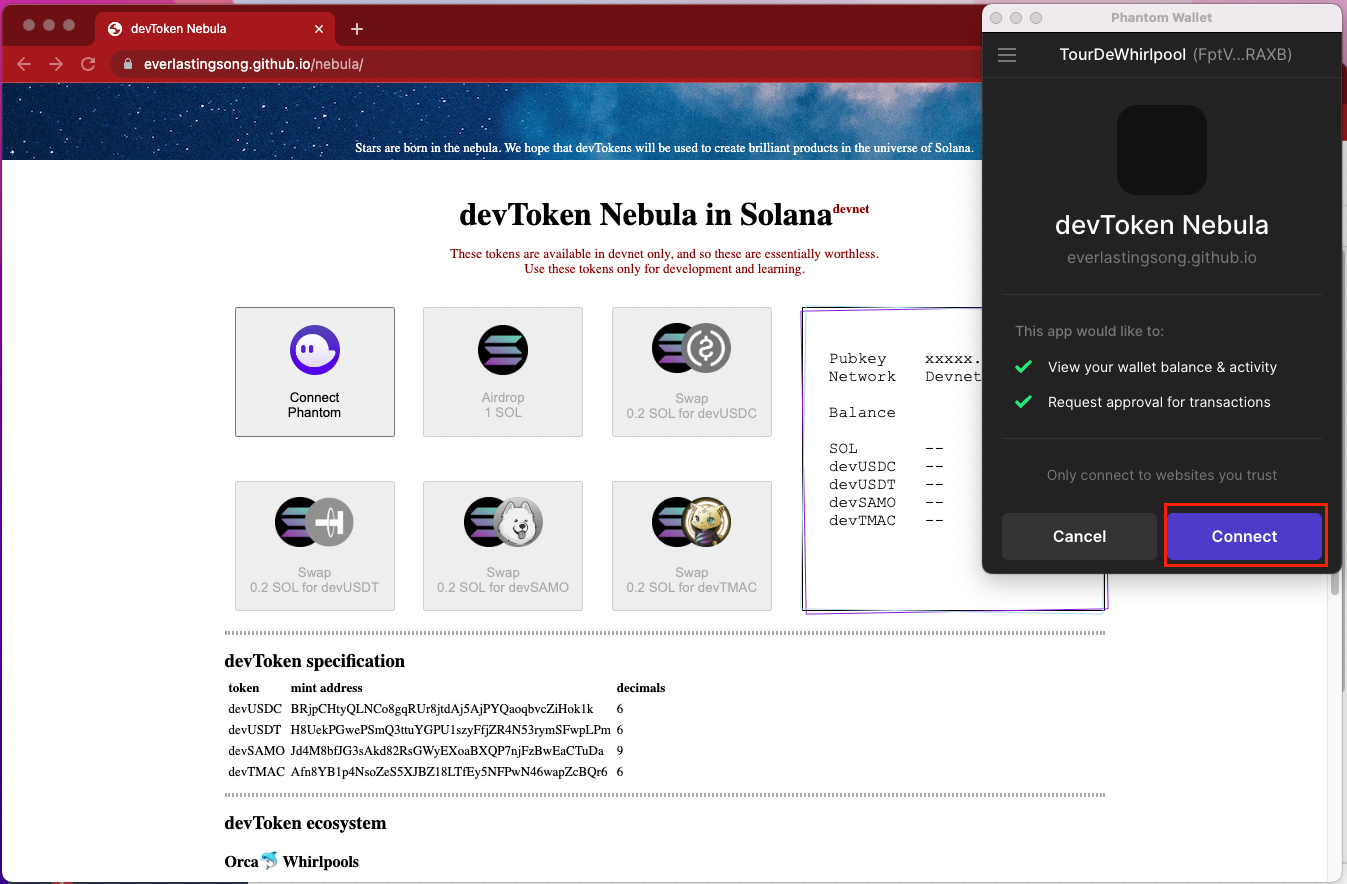 devToken Nebula
everlastingsong.github.io/nebula/
Stars are born in the nebula. We hope that devTokens will be used to create brilliant products in the universe of Solana.
devToken Nebula in Solana devnet
These tokens are available in devnet only, and so these are essentially worthless.
Use these tokens only for development and learning.
Connect
Phantom
Airdrop
1 SOL
Swap
0.2 SOL for devUSDC
Swap
0.2 SOL for devUSDT
Swap
0.2 SOL for devSAMO
Swap
0.2 SOL for devTMAC
Pubkey xxxxx.
Network Devnet
Balance
SOL --
devUSDC --
devUSDT --
devSAMO --
devTMAC --
devToken specification
token mint address decimals
devUSDC BRjpCHtyQLNCo8gqRUr8jtdAj5AjPYQaoqbvcZiHok1k 6
devUSDT H8UekPGwePSmQ3ttuYGPU1szyFfjZR4N53rymSFwpLPm 6
devSAMO Jd4M8bfJG3sAkd82RsGWyEXoaBXQP7njFzBwEaCTuDa 9
devTMAC Afn8YB1p4NsoZeS5XJBZ18LTfEy5NFPwN46wapZcBQr6 6
devToken ecosystem
Orca🐬 Whirlpools
Phantom Wallet
TourDeWhirlpool (FptV...RAXB)
devToken Nebula
everlastingsong.github.io
This app would like to:
View your wallet balance & activity
Request approval for transactions
Only connect to websites you trust
Cancel
Connect